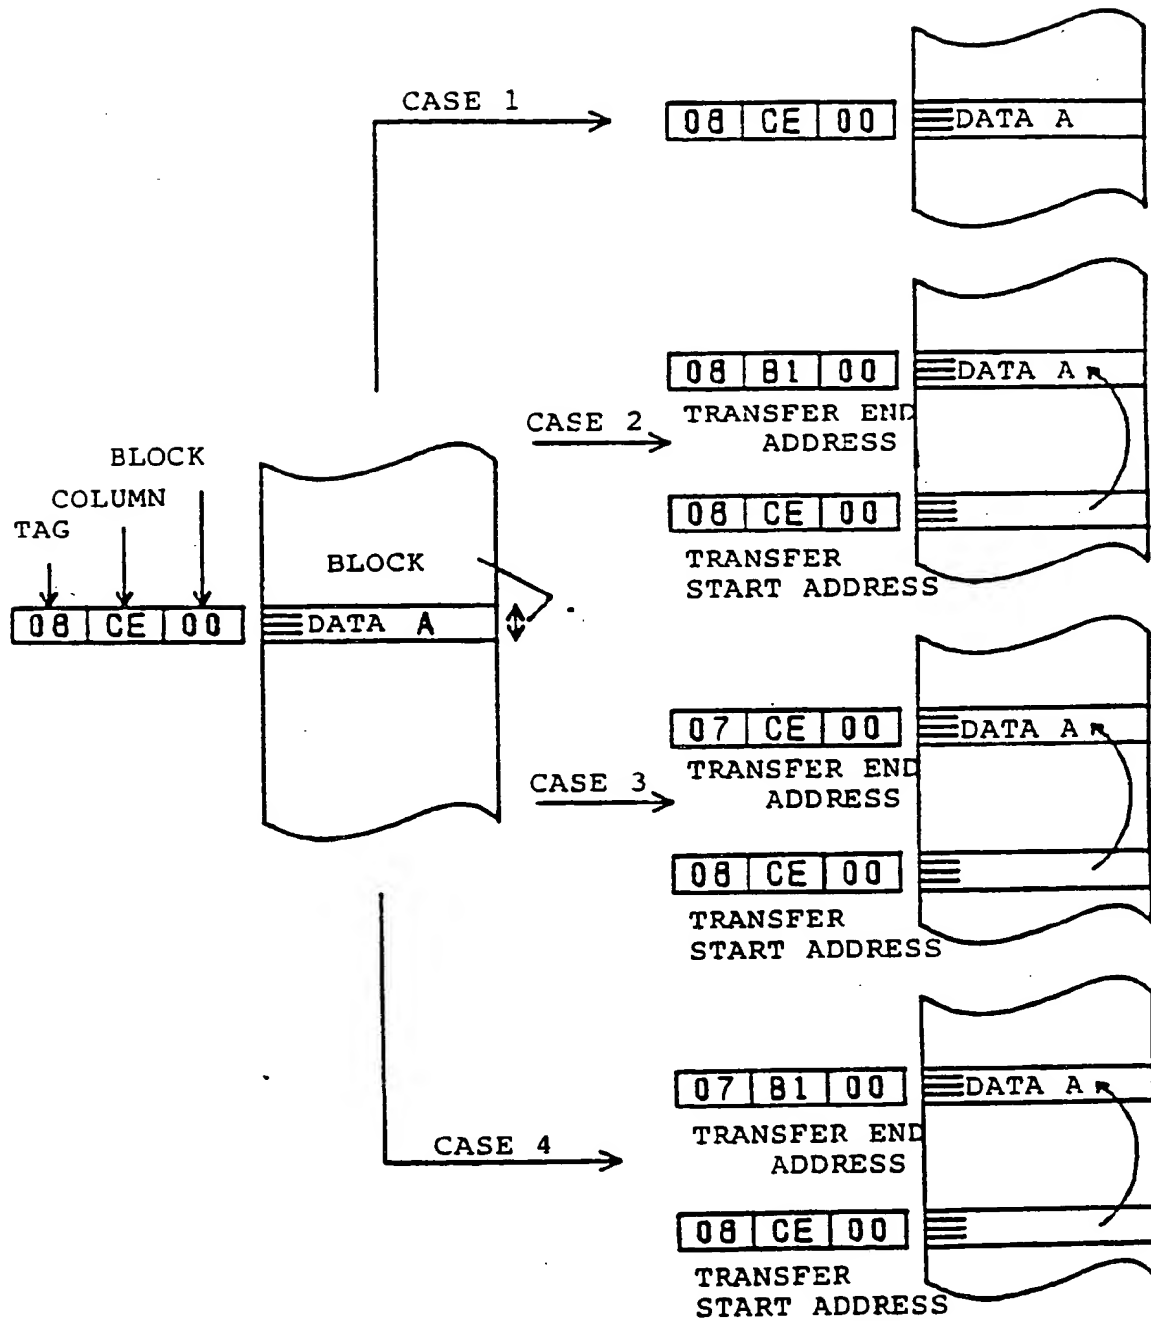 CASE 1
08 CE 00
DATA A
08 B1 00
DATA A
CASE 2
TRANSFER END
ADDRESS
08 CE 00
TRANSFER
START ADDRESS
BLOCK
COLUMN
TAG
BLOCK
08 CE 00
DATA A
07 CE 00
DATA A
CASE 3
TRANSFER END
ADDRESS
08 CE 00
TRANSFER
START ADDRESS
07 B1 00
DATA A
CASE 4
TRANSFER END
ADDRESS
08 CE 00
TRANSFER
START ADDRESS